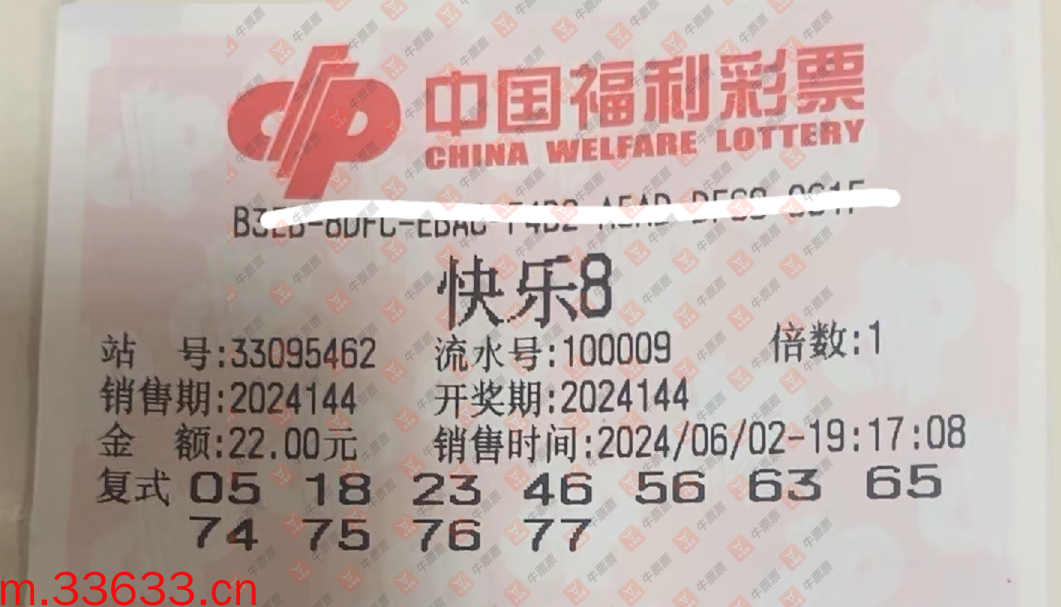 中国福利彩票
CHINA WELFARE LOTTERY
快乐8
站 号:33095462 流水号:100009 倍数:1
销售期:2024144 开奖期:2024144
金 额:22.00元 销售时间:2024/06/02-19:17:08
复式 05 18 23 46 56 63 65
74 75 76 77
m.33633.cn